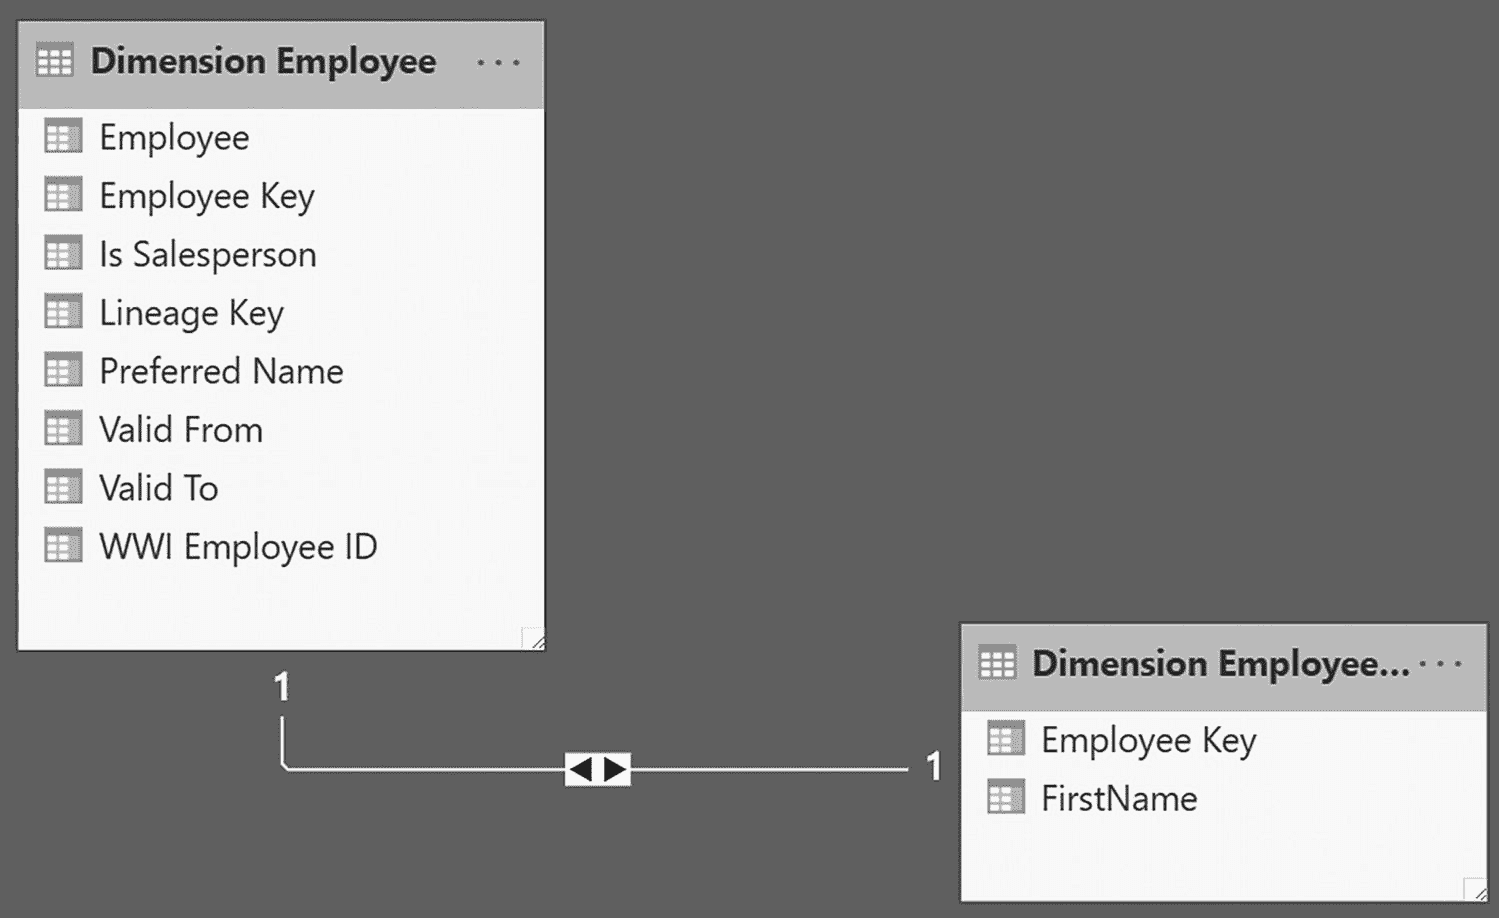 Dimension Employee ...
Employee
Employee Key
Is Salesperson
Lineage Key
Preferred Name
Valid From
Valid To
WWI Employee ID
1
1
Dimension Employee... ...
Employee Key
FirstName